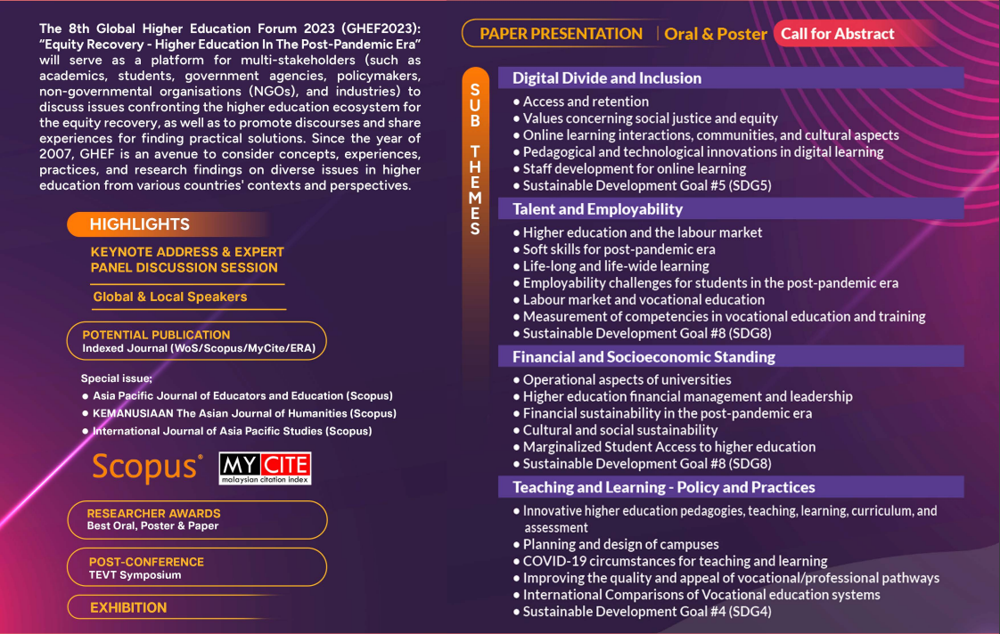 The 8th Global Higher Education Forum 2023 (GHEF2023):
“Equity Recovery - Higher Education In The Post-Pandemic Era”
will serve as a platform for multi-stakeholders (such as
academics, students, government agencies, policymakers,
non-governmental organisations (NGOs), and industries) to
discuss issues confronting the higher education ecosystem for
the equity recovery, as well as to promote discourses and share
experiences for finding practical solutions. Since the year of
2007, GHEF is an avenue to consider concepts, experiences,
practices, and research findings on diverse issues in higher
education from various countries' contexts and perspectives.
HIGHLIGHTS
KEYNOTE ADDRESS & EXPERT
PANEL DISCUSSION SESSION
Global & Local Speakers
POTENTIAL PUBLICATION
Indexed Journal (WoS/Scopus/MyCite/ERA)
Special issue;
• Asia Pacific Journal of Educators and Education (Scopus)
• KEMANUSIAAN The Asian Journal of Humanities (Scopus)
• International Journal of Asia Pacific Studies (Scopus)
Scopus®
MYCITE
malaysian citation index
RESEARCHER AWARDS
Best Oral, Poster & Paper
POST-CONFERENCE
TEVT Symposium
EXHIBITION
PAPER PRESENTATION | Oral & Poster Call for Abstract
SUB THEMES
Digital Divide and Inclusion
• Access and retention
• Values concerning social justice and equity
• Online learning interactions, communities, and cultural aspects
• Pedagogical and technological innovations in digital learning
• Staff development for online learning
• Sustainable Development Goal #5 (SDG5)
Talent and Employability
• Higher education and the labour market
• Soft skills for post-pandemic era
• Life-long and life-wide learning
• Employability challenges for students in the post-pandemic era
• Labour market and vocational education
• Measurement of competencies in vocational education and training
• Sustainable Development Goal #8 (SDG8)
Financial and Socioeconomic Standing
• Operational aspects of universities
• Higher education financial management and leadership
• Financial sustainability in the post-pandemic era
• Cultural and social sustainability
• Marginalized Student Access to higher education
• Sustainable Development Goal #8 (SDG8)
Teaching and Learning - Policy and Practices
• Innovative higher education pedagogies, teaching, learning, curriculum, and
assessment
• Planning and design of campuses
• COVID-19 circumstances for teaching and learning
• Improving the quality and appeal of vocational/professional pathways
• International Comparisons of Vocational education systems
• Sustainable Development Goal #4 (SDG4)